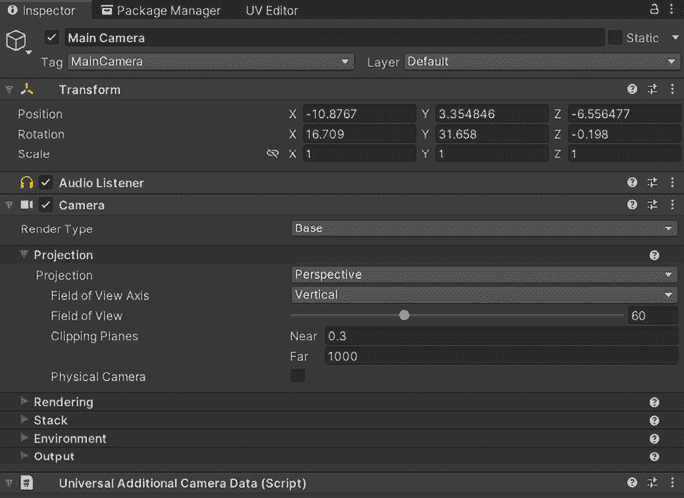 Inspector Package Manager UV Editor
Main Camera Static
Tag MainCamera Layer Default
Transform
Position X -10.8767 Y 3.354846 Z -6.556477
Rotation X 16.709 Y 31.658 Z -0.198
Scale X 1 Y 1 Z 1
Audio Listener
Camera
Render Type Base
Projection
Projection Perspective
Field of View Axis Vertical
Field of View 60
Clipping Planes Near 0.3
Far 1000
Physical Camera
Rendering
Stack
Environment
Output
Universal Additional Camera Data (Script)